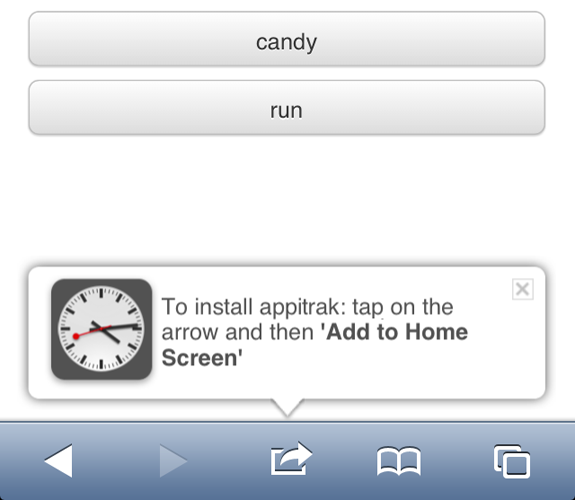 candy
run
To install appitrak: tap on the
arrow and then 'Add to Home
Screen'